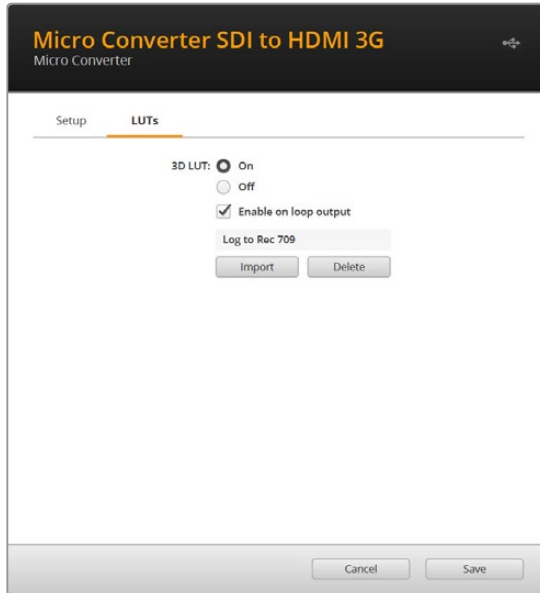 Micro Converter SDI to HDMI 3G
Micro Converter
Setup LUTs
3D LUT: On
Off
Enable on loop output
Log to Rec 709
Import Delete
Cancel Save